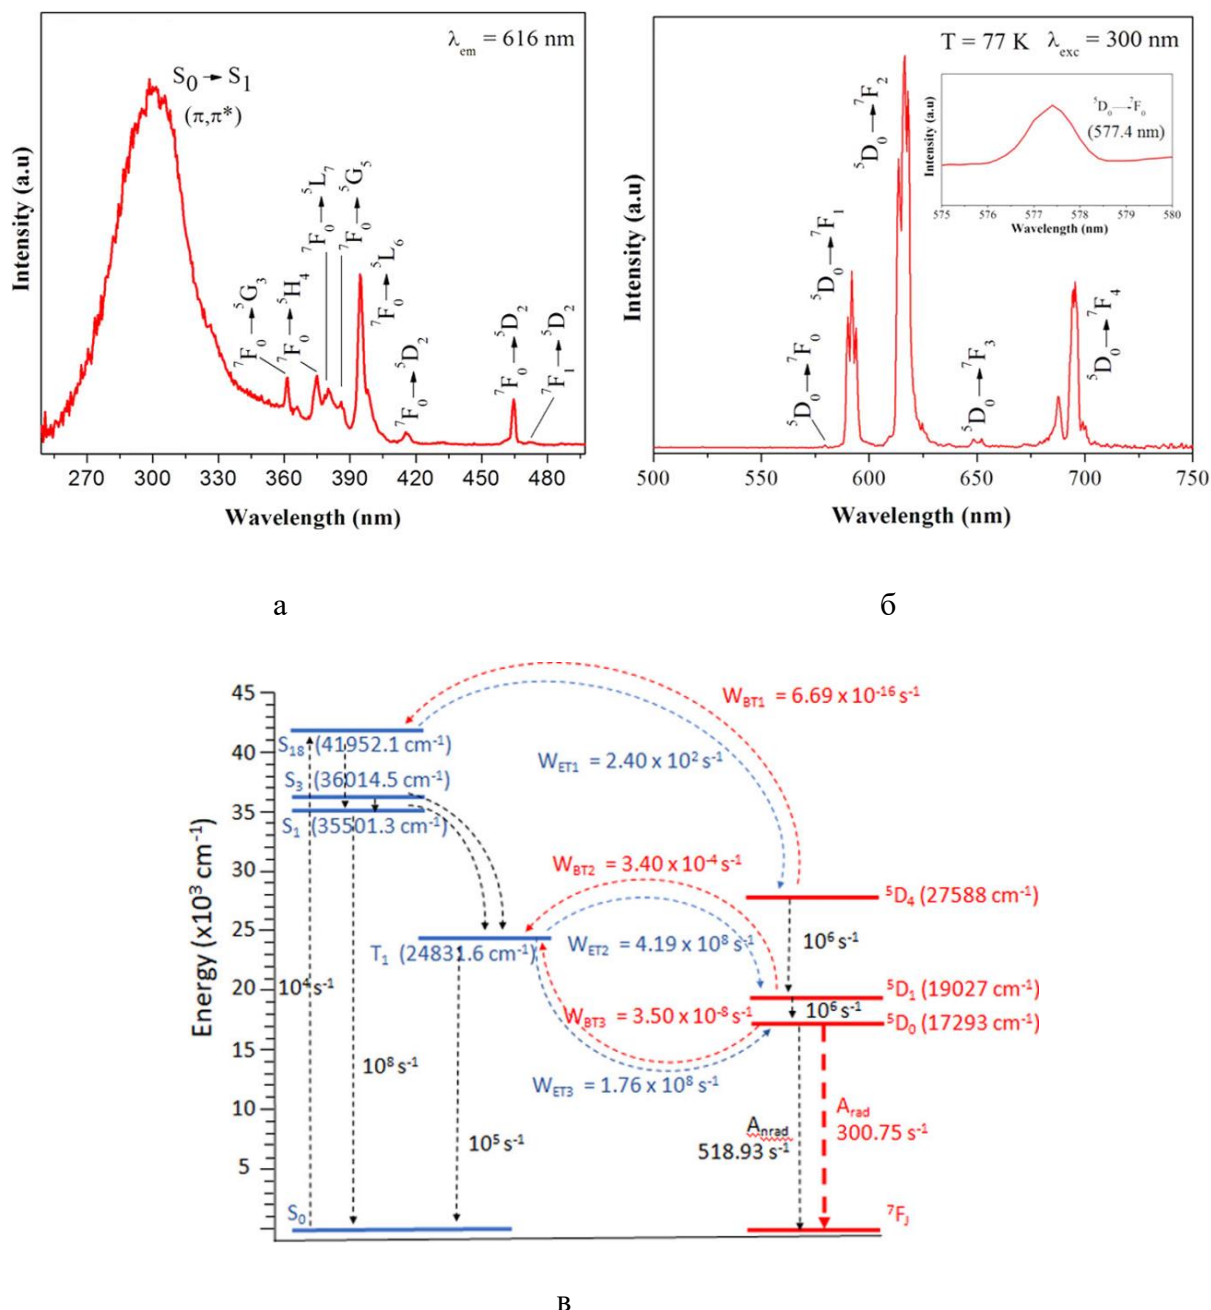 λem = 616 nm
S0 → S1
(π,π*)
7F0 → 5G3
7F0 → 5H4
7F0 → 5L7
7F0 → 5G5
7F0 → 5L6
7F0 → 5D2
7F0 → 5D2
7F1 → 5D2
Intensity (a.u)
270 300 330 360 390 420 450 480
Wavelength (nm)
T = 77 K λexc = 300 nm
5D0 → 7F0
5D0 → 7F1
5D0 → 7F2
5D0 → 7F3
5D0 → 7F4
Intensity (a.u)
500 550 600 650 700 750
Wavelength (nm)
5D0 → 7F0
(577.4 nm)
Intensity (a.u)
575 576 577 578 579 580
Wavelength (nm)
а
б
Energy (x10³ cm⁻¹)
45
40
35
30
25
20
15
10
5
S18 (41952.1 cm⁻¹)
S3 (36014.5 cm⁻¹)
S1 (35501.3 cm⁻¹)
T1 (24831.6 cm⁻¹)
S0
10⁴ s⁻¹
10⁸ s⁻¹
10⁵ s⁻¹
WBT1 = 6.69 x 10⁻¹⁶ s⁻¹
WET1 = 2.40 x 10² s⁻¹
WBT2 = 3.40 x 10⁻⁴ s⁻¹
WET2 = 4.19 x 10⁸ s⁻¹
WBT3 = 3.50 x 10⁻⁸ s⁻¹
WET3 = 1.76 x 10⁸ s⁻¹
5D4 (27588 cm⁻¹)
10⁶ s⁻¹
5D1 (19027 cm⁻¹)
10⁶ s⁻¹
5D0 (17293 cm⁻¹)
Anrad
518.93 s⁻¹
Arad
300.75 s⁻¹
7FJ
в